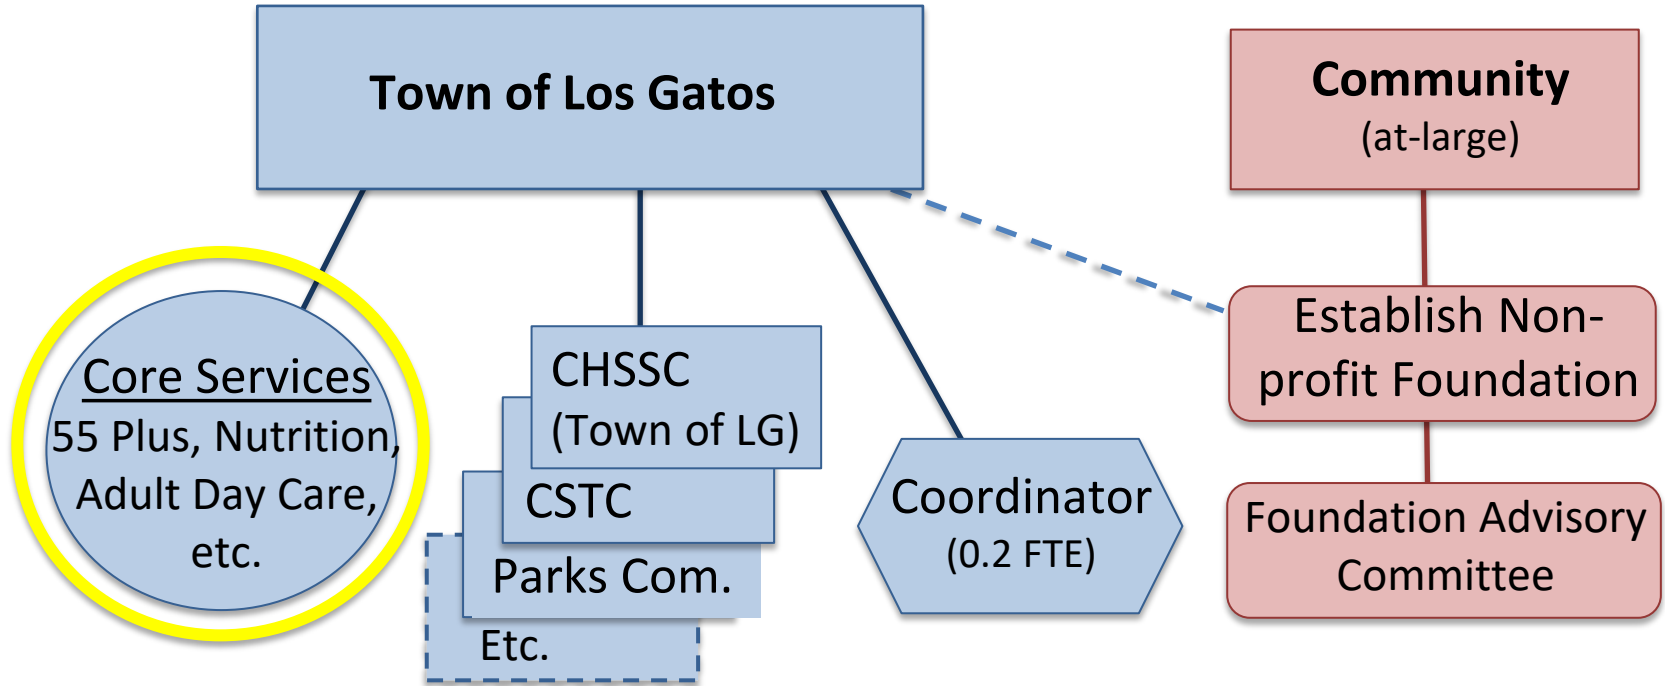 Town of Los Gatos
Community
(at-large)
Core Services
55 Plus, Nutrition,
Adult Day Care,
etc.
CHSSC
(Town of LG)
CSTC
Parks Com.
Etc.
Coordinator
(0.2 FTE)
Establish Non-
profit Foundation
Foundation Advisory
Committee